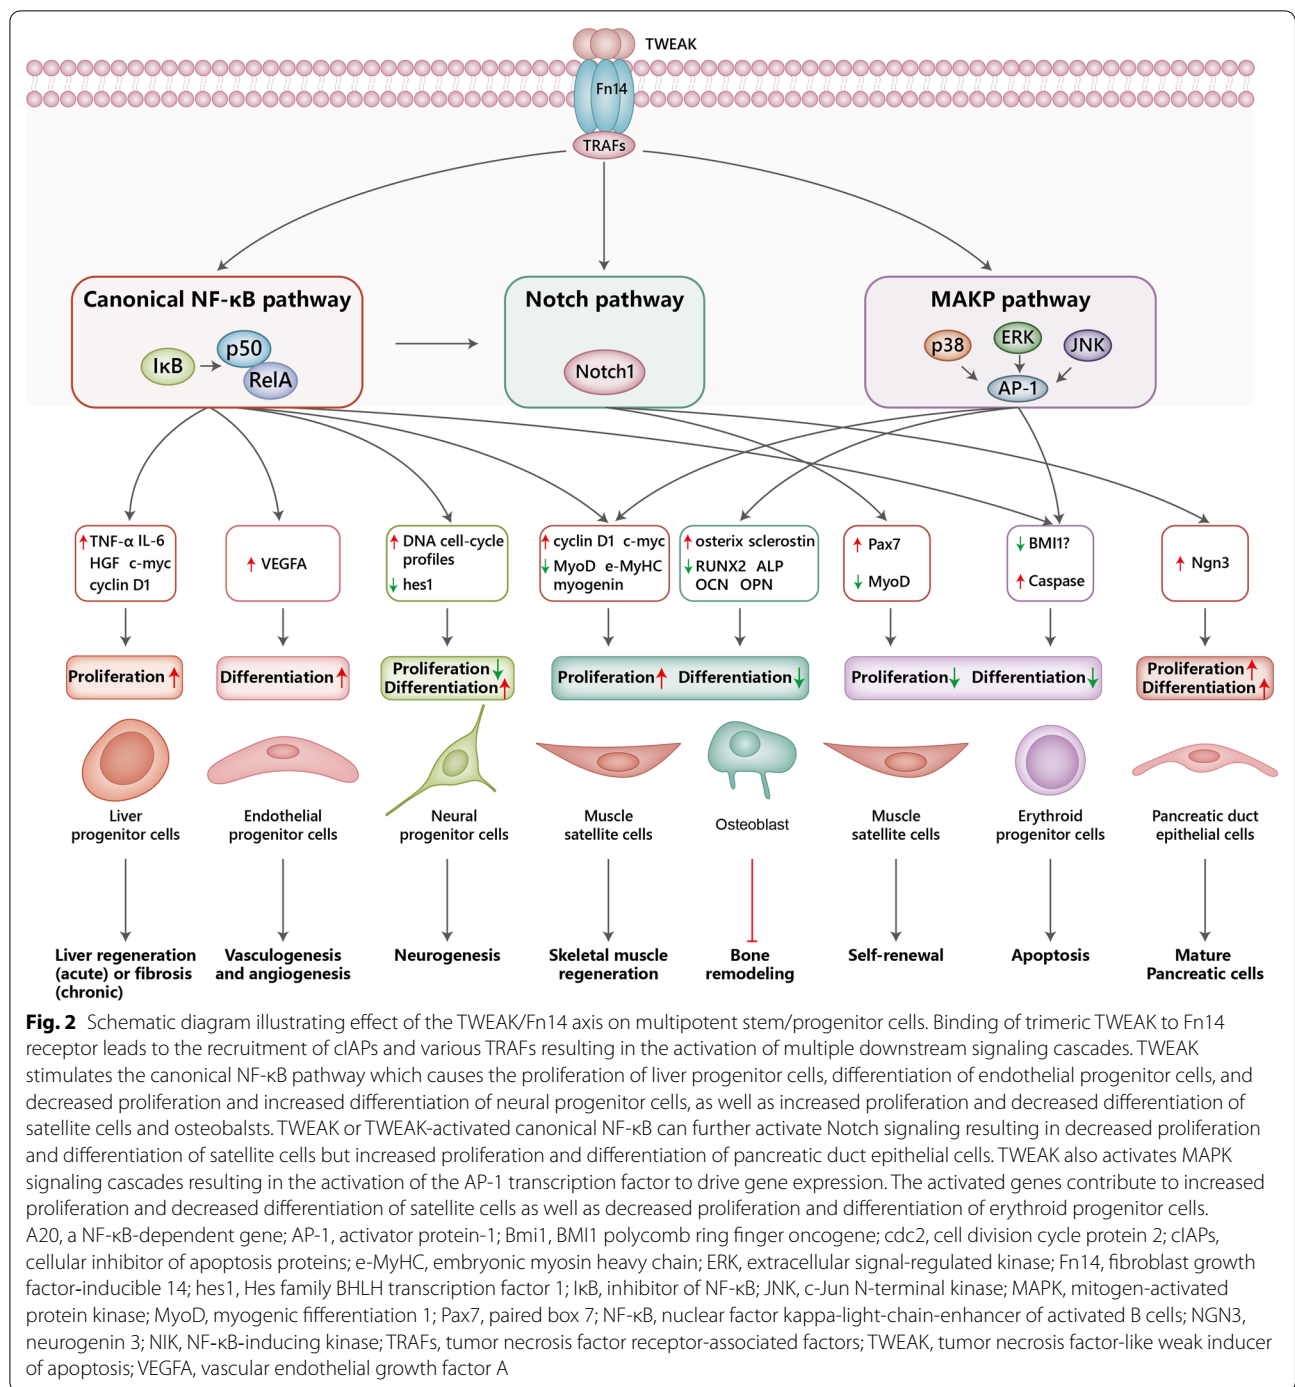 TWEAK
Fn14
TRAFs
Canonical NF-κB pathway
IκB
p50
RelA
Notch pathway
Notch1
MAKP pathway
p38
ERK
JNK
AP-1
TNF-α IL-6
HGF c-myc
cyclin D1
VEGFA
DNA cell-cycle
profiles
hes1
cyclin D1 c-myc
MyoD e-MyHC
myogenin
osterix sclerostin
RUNX2 ALP
OCN OPN
Pax7
MyoD
BMI1?
Caspase
Ngn3
Proliferation
Differentiation
Proliferation
Differentiation
Proliferation Differentiation
Proliferation Differentiation
Proliferation
Differentiation
Liver
progenitor cells
Endothelial
progenitor cells
Neural
progenitor cells
Muscle
satellite cells
Osteoblast
Muscle
satellite cells
Erythroid
progenitor cells
Pancreatic duct
epithelial cells
Liver regeneration
(acute) or fibrosis
(chronic)
Vasculogenesis
and angiogenesis
Neurogenesis
Skeletal muscle
regeneration
Bone
remodeling
Self-renewal
Apoptosis
Mature
Pancreatic cells
Fig. 2 Schematic diagram illustrating effect of the TWEAK/Fn14 axis on multipotent stem/progenitor cells. Binding of trimeric TWEAK to Fn14
receptor leads to the recruitment of cIAPs and various TRAFs resulting in the activation of multiple downstream signaling cascades. TWEAK
stimulates the canonical NF-κB pathway which causes the proliferation of liver progenitor cells, differentiation of endothelial progenitor cells, and
decreased proliferation and increased differentiation of neural progenitor cells, as well as increased proliferation and decreased differentiation of
satellite cells and osteobalsts. TWEAK or TWEAK-activated canonical NF-κB can further activate Notch signaling resulting in decreased proliferation
and differentiation of satellite cells but increased proliferation and differentiation of pancreatic duct epithelial cells. TWEAK also activates MAPK
signaling cascades resulting in the activation of the AP-1 transcription factor to drive gene expression. The activated genes contribute to increased
proliferation and decreased differentiation of satellite cells as well as decreased proliferation and differentiation of erythroid progenitor cells.
A20, a NF-κB-dependent gene; AP-1, activator protein-1; Bmi1, BMI1 polycomb ring finger oncogene; cdc2, cell division cycle protein 2; cIAPs,
cellular inhibitor of apoptosis proteins; e-MyHC, embryonic myosin heavy chain; ERK, extracellular signal-regulated kinase; Fn14, fibroblast growth
factor-inducible 14; hes1, Hes family BHLH transcription factor 1; IκB, inhibitor of NF-κB; JNK, c-Jun N-terminal kinase; MAPK, mitogen-activated
protein kinase; MyoD, myogenic fifferentiation 1; Pax7, paired box 7; NF-κB, nuclear factor kappa-light-chain-enhancer of activated B cells; NGN3,
neurogenin 3; NIK, NF-κB-inducing kinase; TRAFs, tumor necrosis factor receptor-associated factors; TWEAK, tumor necrosis factor-like weak inducer
of apoptosis; VEGFA, vascular endothelial growth factor A